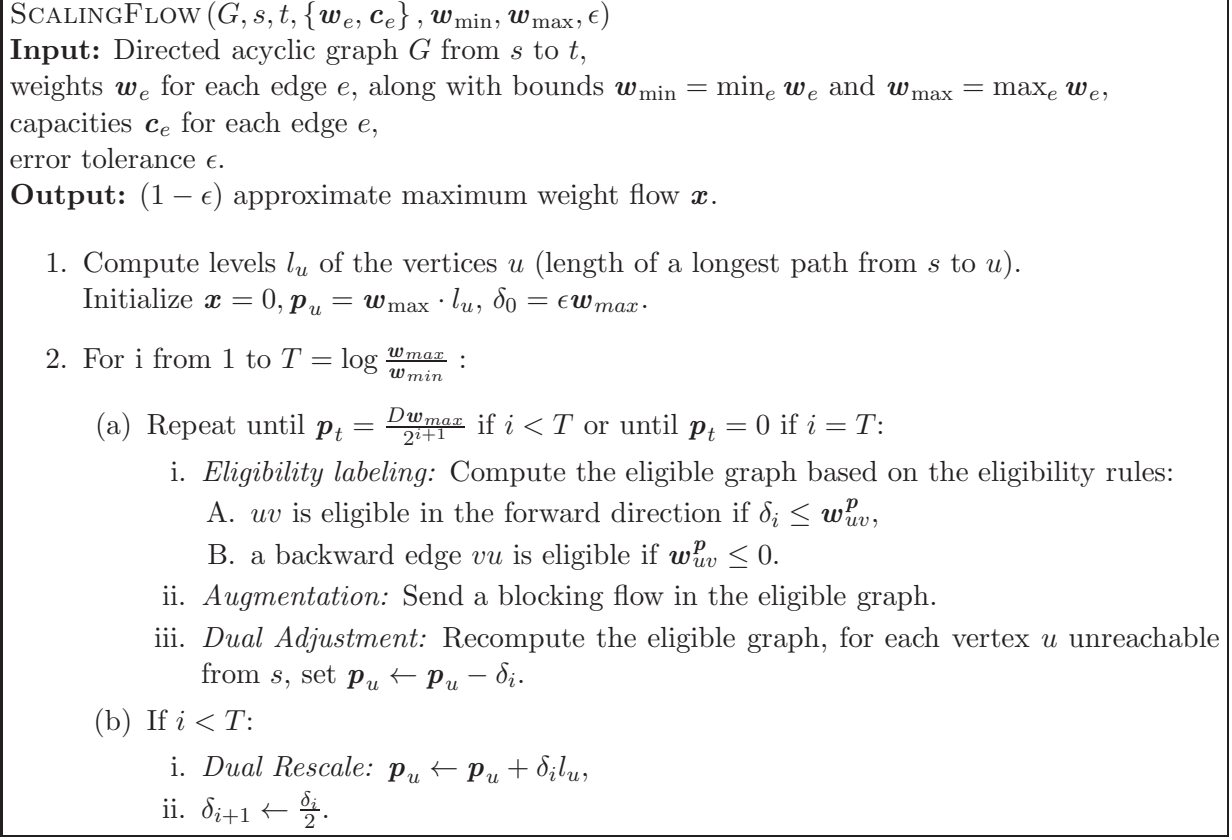 SCALINGFLOW (G, s, t, {w_e, c_e}, w_min, w_max, ϵ)
Input: Directed acyclic graph G from s to t,
weights w_e for each edge e, along with bounds w_min = min_e w_e and w_max = max_e w_e,
capacities c_e for each edge e,
error tolerance ϵ.
Output: (1 − ϵ) approximate maximum weight flow x.
1. Compute levels l_u of the vertices u (length of a longest path from s to u).
Initialize x = 0, p_u = w_max · l_u, δ_0 = ϵw_max.
2. For i from 1 to T = log w_max/w_min :
(a) Repeat until p_t = Dw_max/2^{i+1} if i < T or until p_t = 0 if i = T:
i. Eligibility labeling: Compute the eligible graph based on the eligibility rules:
A. uv is eligible in the forward direction if δ_i ≤ w^p_uv,
B. a backward edge vu is eligible if w^p_uv ≤ 0.
ii. Augmentation: Send a blocking flow in the eligible graph.
iii. Dual Adjustment: Recompute the eligible graph, for each vertex u unreachable
from s, set p_u ← p_u − δ_i.
(b) If i < T:
i. Dual Rescale: p_u ← p_u + δ_i l_u,
ii. δ_{i+1} ← δ_i/2.